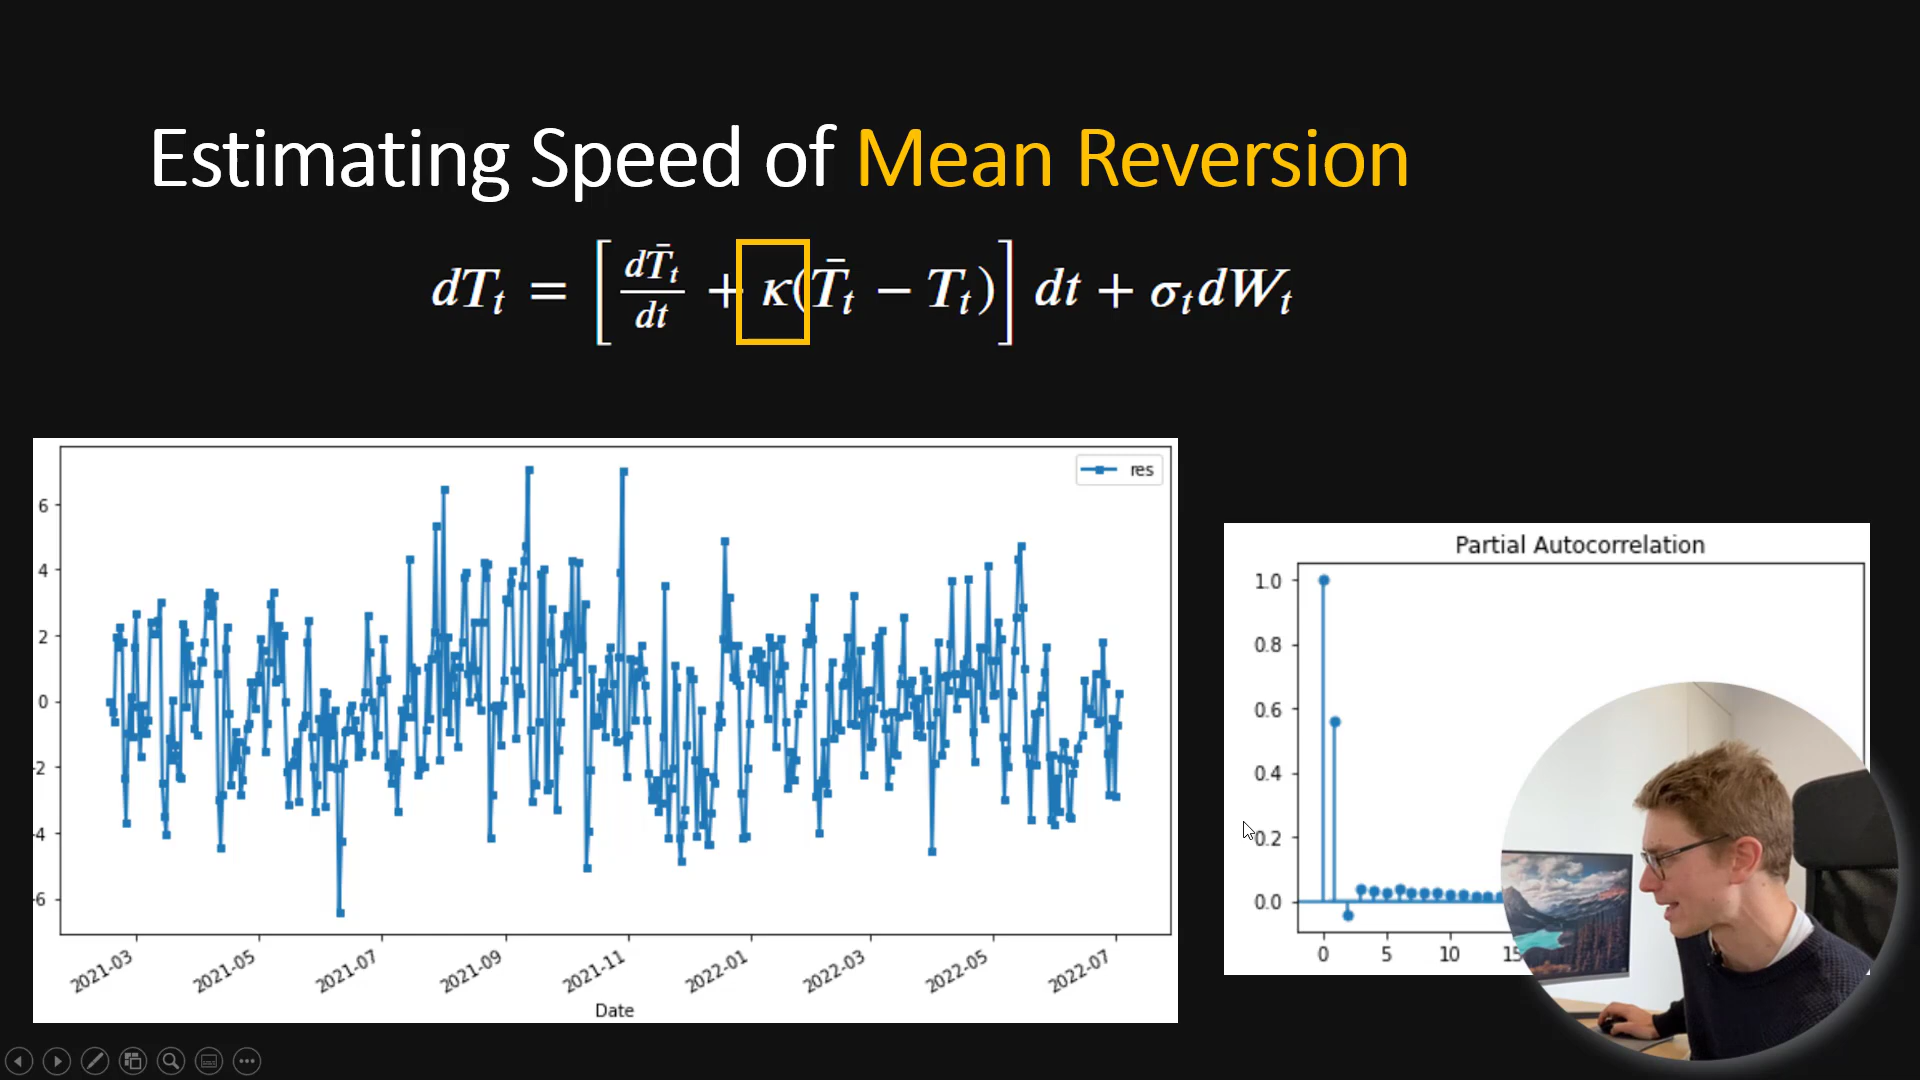 Estimating Speed of Mean Reversion
dT_t = [ dT̄_t/dt + κ(T̄_t − T_t) ] dt + σ_t dW_t
res
6
4
2
0
2
4
6
2021-03 2021-05 2021-07 2021-09 2021-11 2022-01 2022-03 2022-05 2022-07
Date
Partial Autocorrelation
1.0
0.8
0.6
0.4
0.2
0.0
0 5 10 15